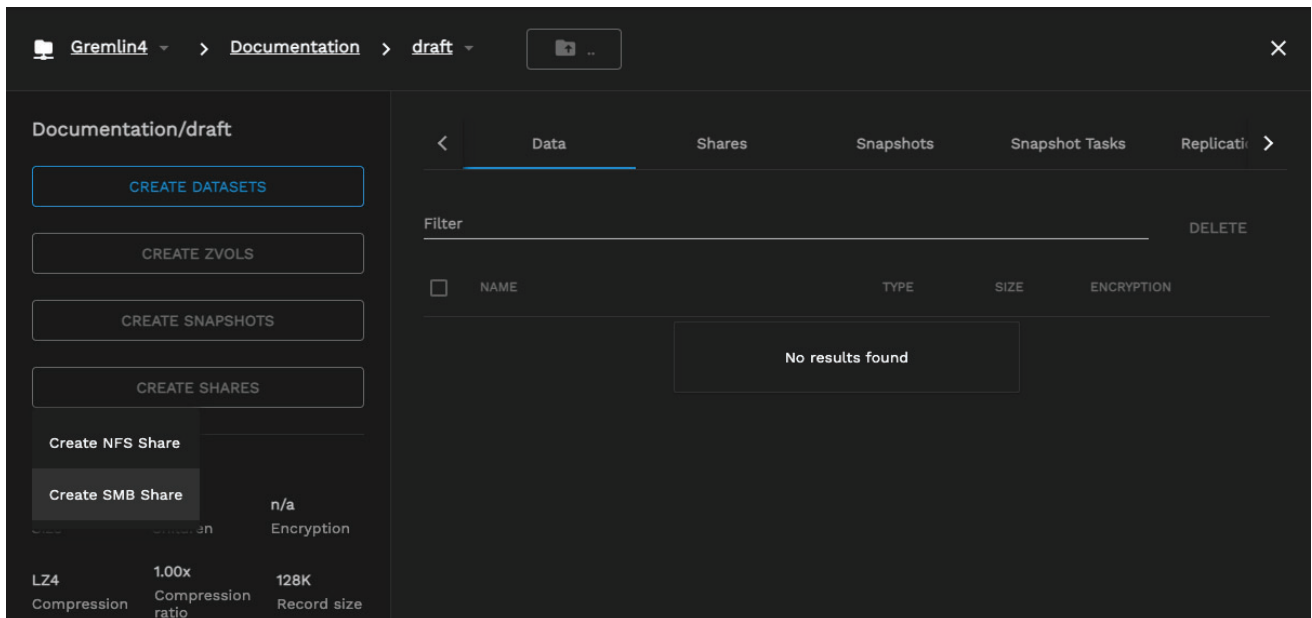 Gremlin4 > Documentation > draft ..
Documentation/draft
CREATE DATASETS
CREATE ZVOLS
CREATE SNAPSHOTS
CREATE SHARES
Create NFS Share
Create SMB Share
n/a
Encryption
LZ4
Compression
1.00x
Compression
ratio
128K
Record size
Data Shares Snapshots Snapshot Tasks Replicati
Filter
DELETE
NAME TYPE SIZE ENCRYPTION
No results found